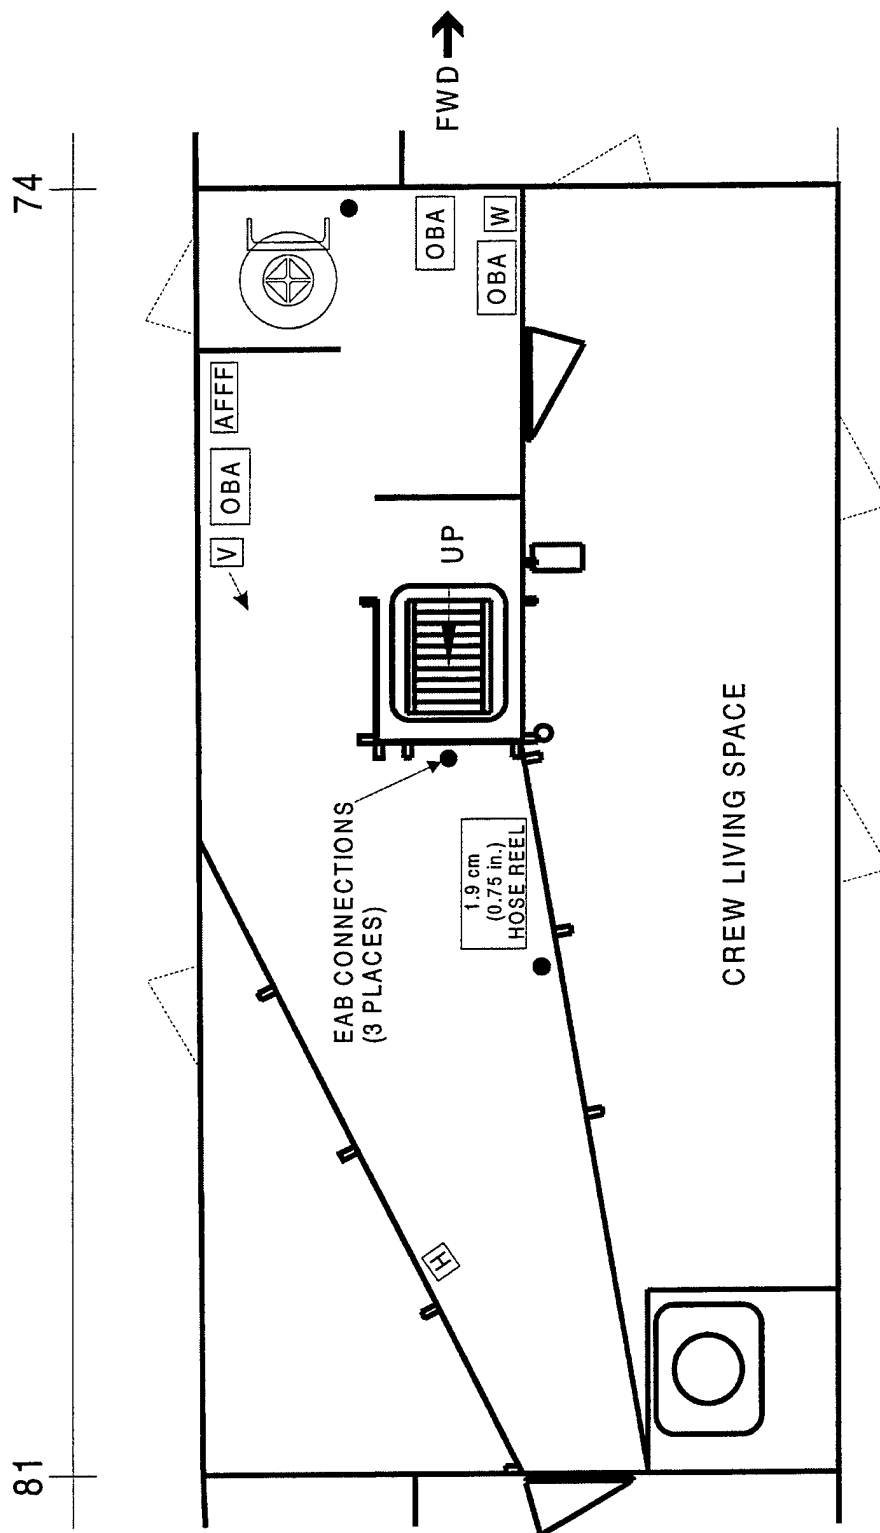 74
81
FWD
OBA
W
OBA
AFFF
OBA
V
UP
EAB CONNECTIONS
(3 PLACES)
1.9 cm
(0.75 in.)
HOSE REEL
H
CREW LIVING SPACE